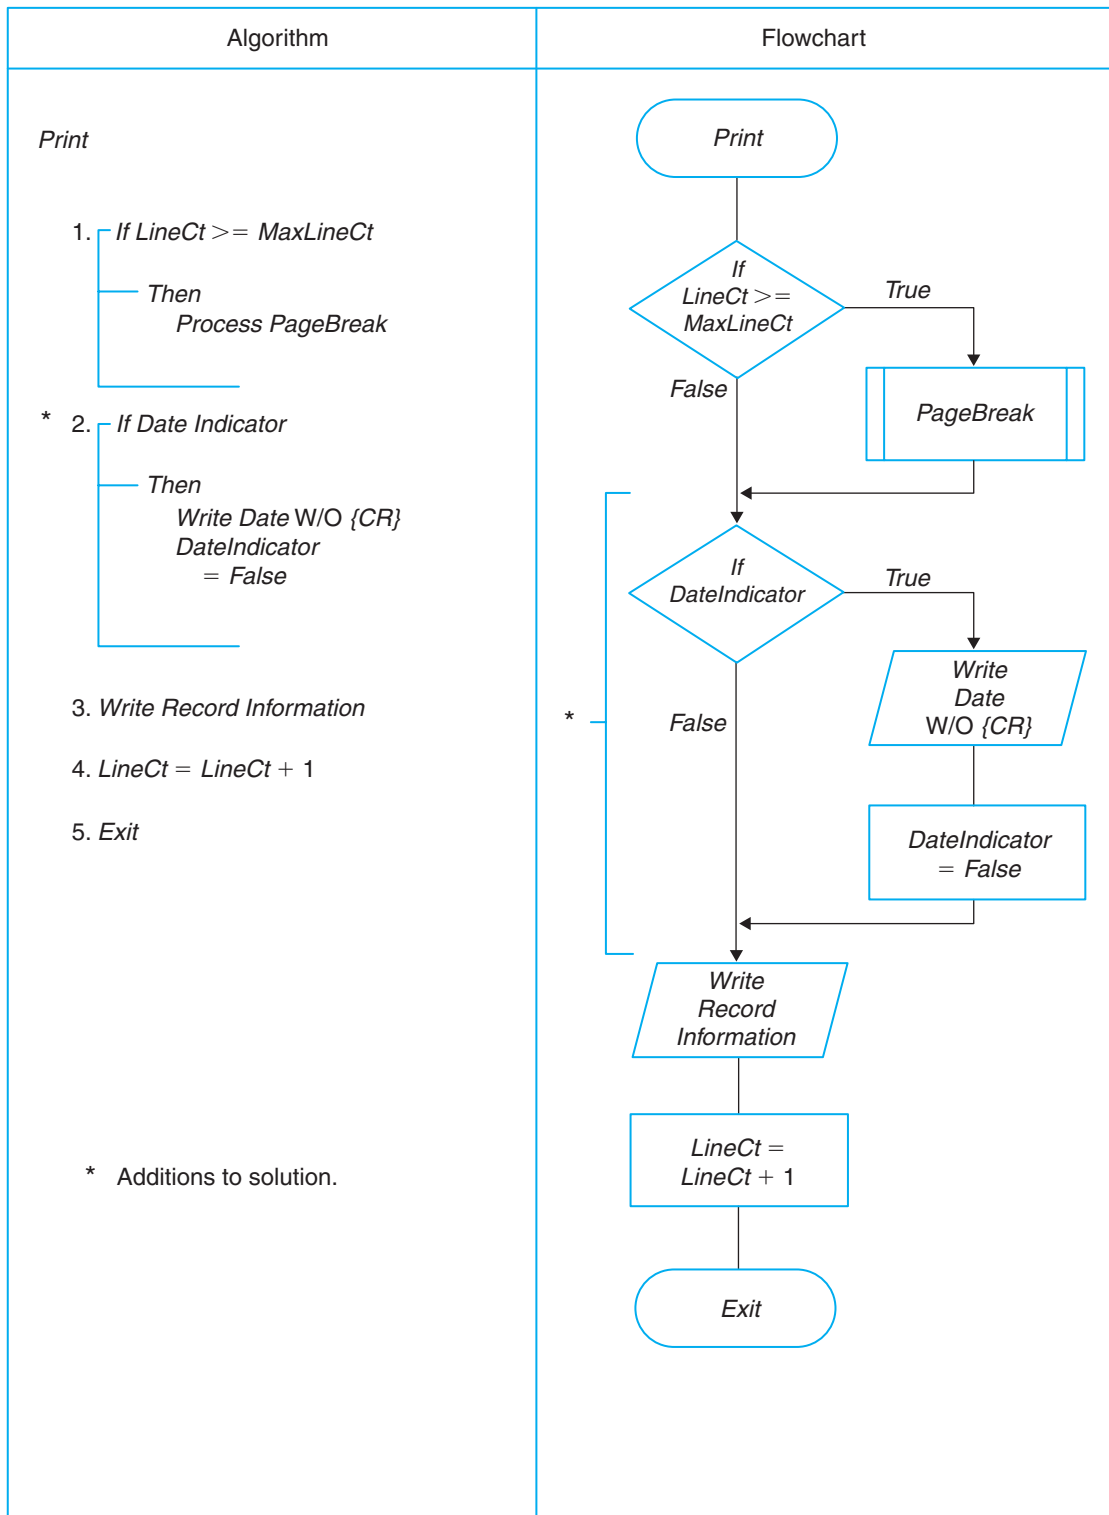 Algorithm
Flowchart
Print
1. If LineCt >= MaxLineCt
Then
Process PageBreak
* 2. If Date Indicator
Then
Write Date W/O {CR}
DateIndicator
= False
3. Write Record Information
4. LineCt = LineCt + 1
5. Exit
* Additions to solution.
Print
If
LineCt >=
MaxLineCt
True
False
PageBreak
If
DateIndicator
True
False
*
Write
Date
W/O {CR}
DateIndicator
= False
Write
Record
Information
LineCt =
LineCt + 1
Exit